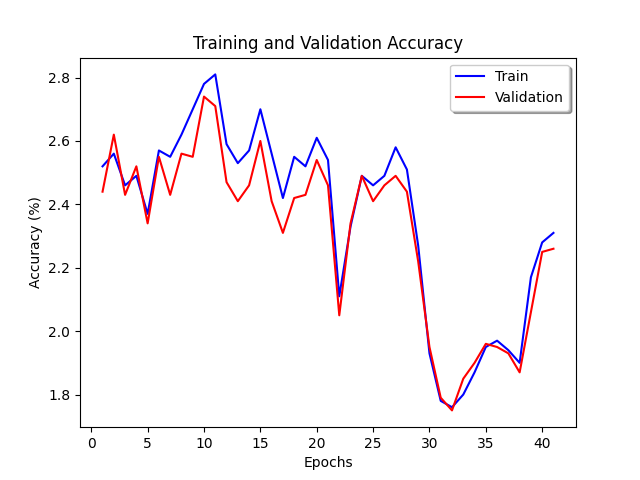 Training and Validation Accuracy
Train
Validation
2.8
2.6
2.4
2.2
2.0
1.8
Accuracy (%)
0 5 10 15 20 25 30 35 40
Epochs